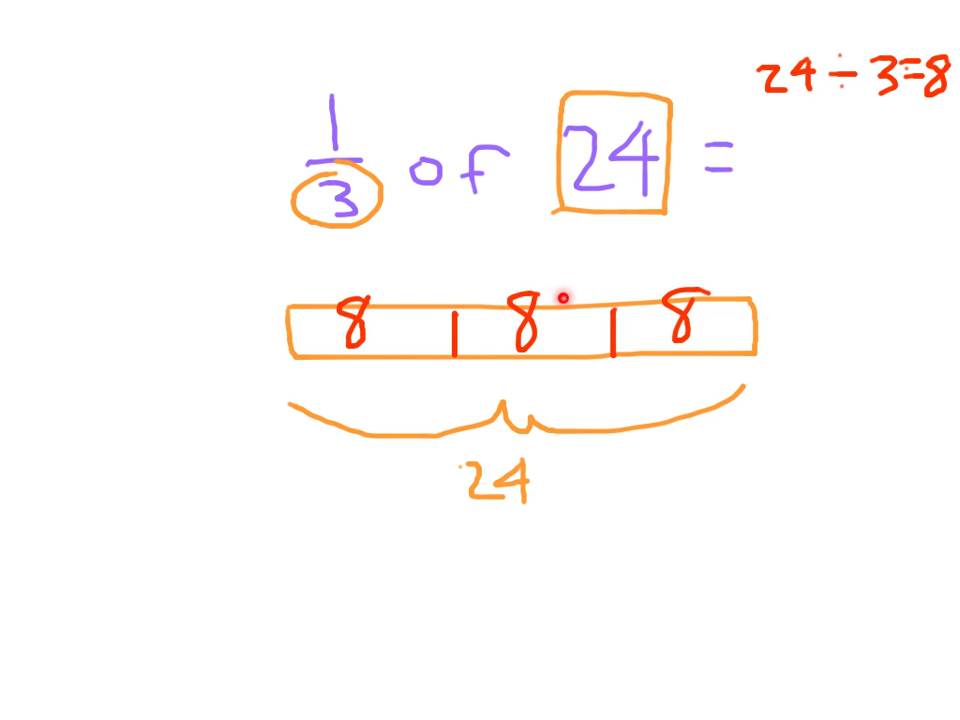 24 ÷ 3 = 8
1/3 of 24 =
8 8 8
24